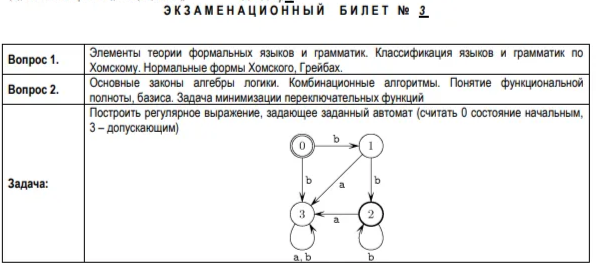 ЭКЗАМЕНАЦИОННЫЙ БИЛЕТ № 3
Вопрос 1.
Элементы теории формальных языков и грамматик. Классификация языков и грамматик по
Хомскому. Нормальные формы Хомского, Грейбах.
Вопрос 2.
Основные законы алгебры логики. Комбинационные алгоритмы. Понятие функциональной
полноты, базиса. Задача минимизации переключательных функций
Задача:
Построить регулярное выражение, задающее заданный автомат (считать 0 состояние начальным,
3 – допускающим)
0 b 1
b a b
3 a 2
a, b b